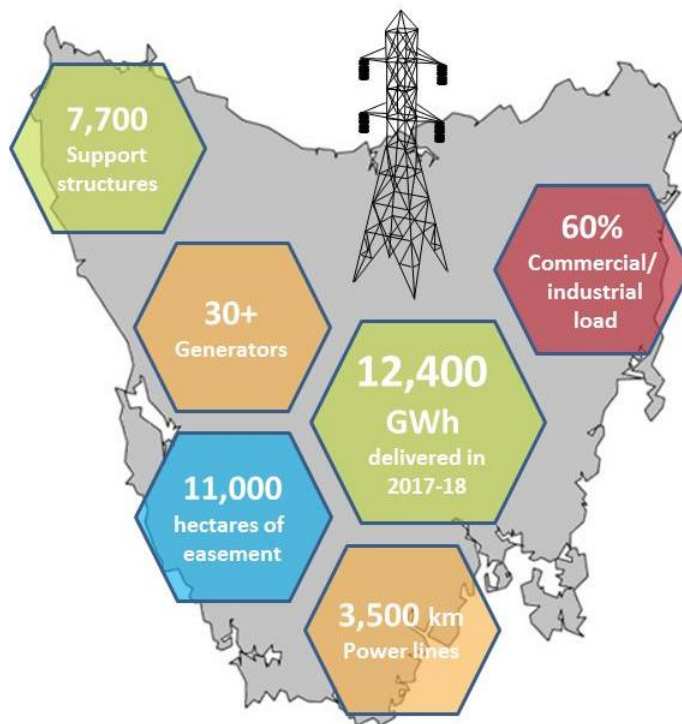 7,700
Support
structures
60%
Commercial/
industrial
load
30+
Generators
12,400
GWh
delivered in
2017-18
11,000
hectares of
easement
3,500 km
Power lines